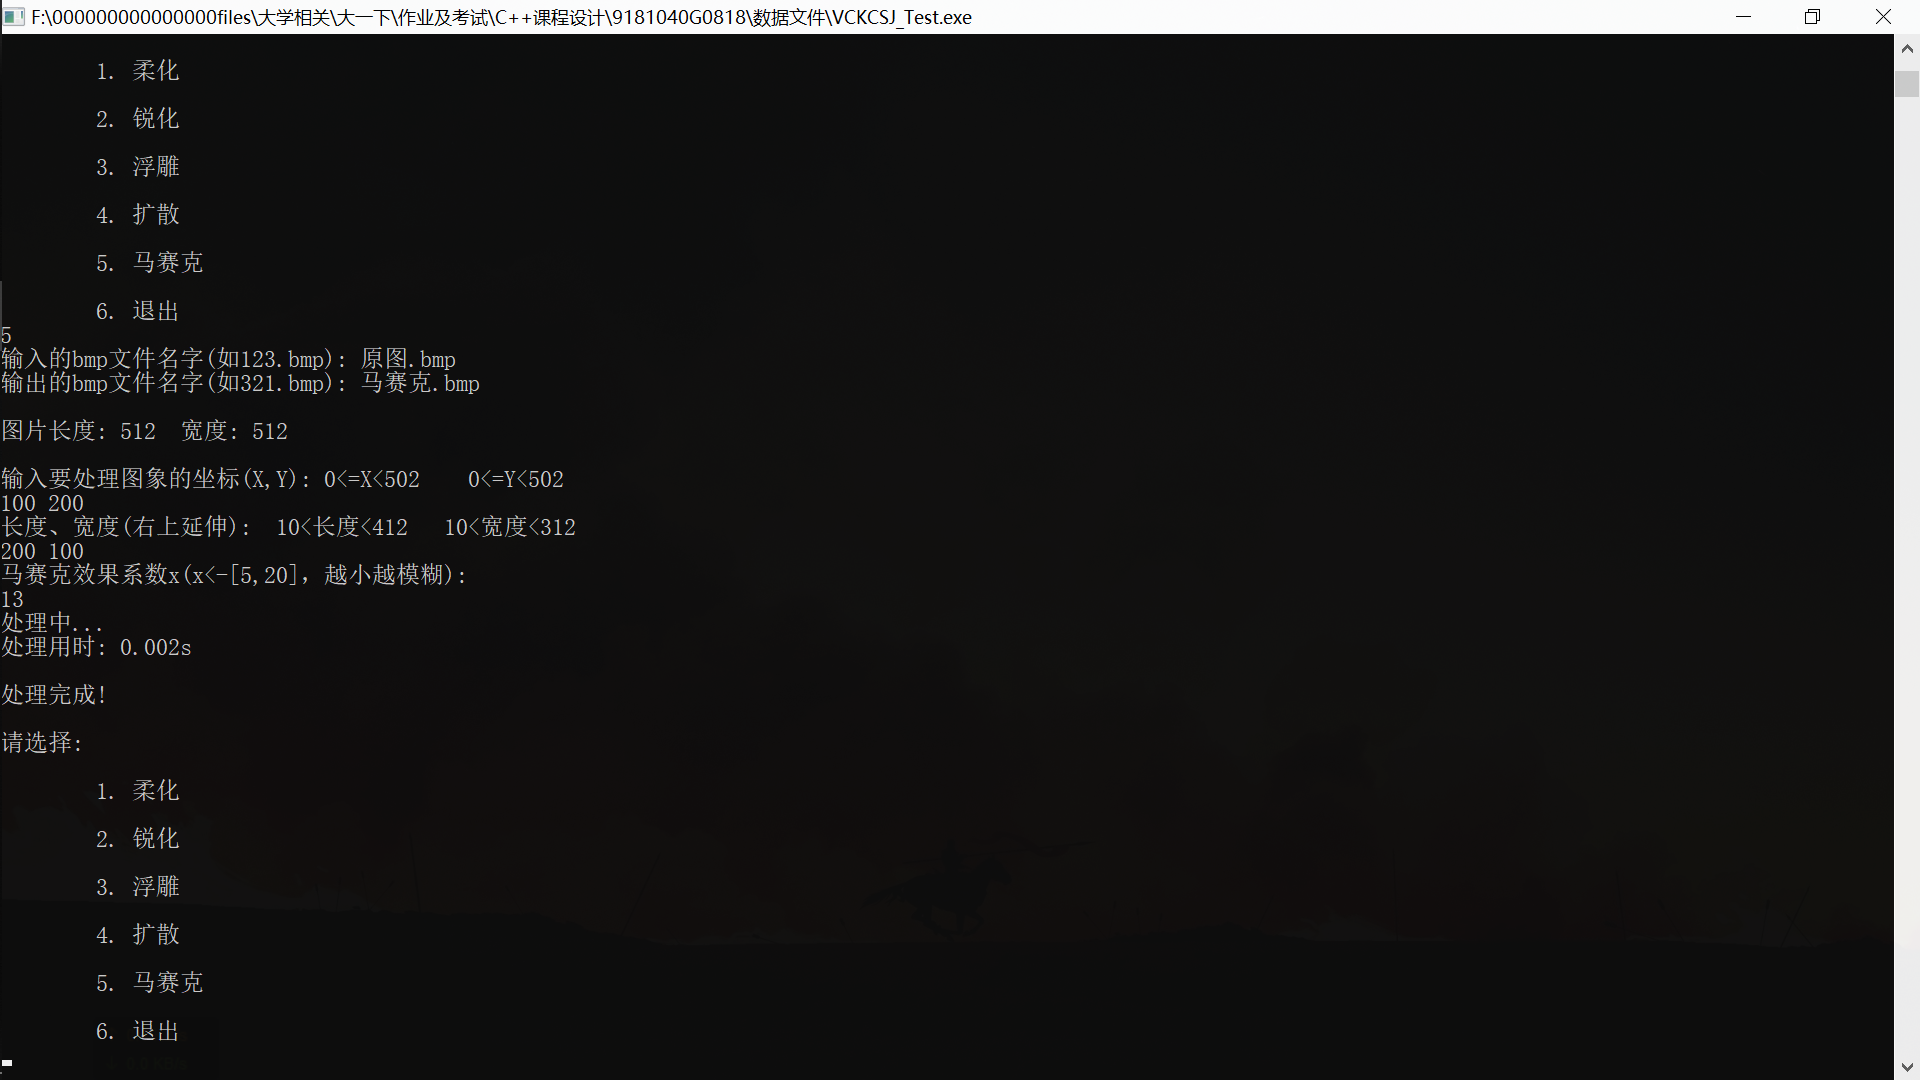 F:\000000000000000files\大学相关\大一下\作业及考试\C++课程设计\9181040G0818\数据文件\VCKCSJ_Test.exe
1. 柔化
2. 锐化
3. 浮雕
4. 扩散
5. 马赛克
6. 退出
5
输入的bmp文件名字(如123.bmp): 原图.bmp
输出的bmp文件名字(如321.bmp): 马赛克.bmp
图片长度: 512  宽度: 512
输入要处理图象的坐标(X,Y): 0<=X<502    0<=Y<502
100 200
长度、宽度(右上延伸):  10<长度<412   10<宽度<312
200 100
马赛克效果系数x(x<-[5,20], 越小越模糊):
13
处理中...
处理用时: 0.002s
处理完成!
请选择:
1. 柔化
2. 锐化
3. 浮雕
4. 扩散
5. 马赛克
6. 退出